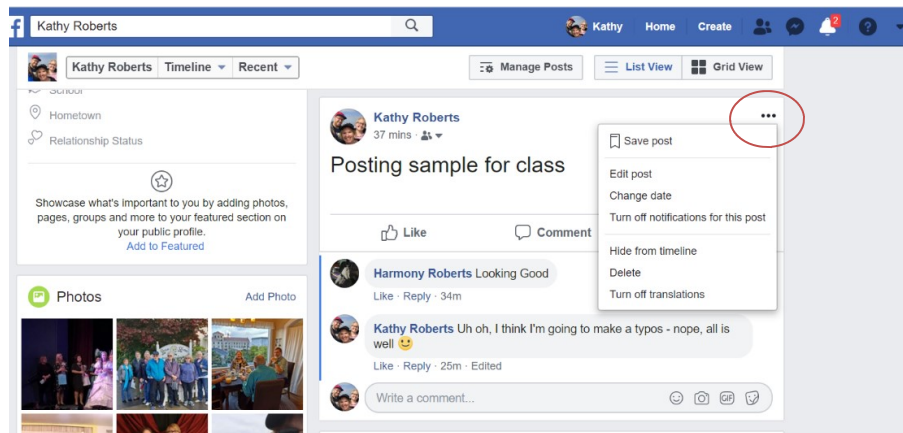 f Kathy Roberts Kathy Home Create 2 ?
Kathy Roberts Timeline Recent Manage Posts List View Grid View
School
Hometown
Relationship Status
Showcase what's important to you by adding photos,
pages, groups and more to your featured section on
your public profile.
Add to Featured
Photos Add Photo
Kathy Roberts
37 mins ·
Posting sample for class
Like Comment
Save post
Edit post
Change date
Turn off notifications for this post
Hide from timeline
Delete
Turn off translations
Harmony Roberts Looking Good
Like · Reply · 34m
Kathy Roberts Uh oh, I think I'm going to make a typos - nope, all is
well
Like · Reply · 25m · Edited
Write a comment... GIF